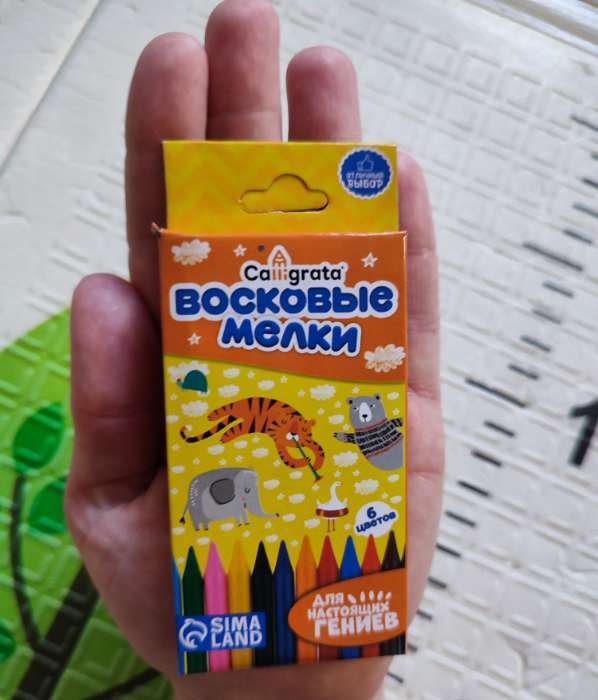 ОТЛИЧНЫЙ
ВЫБОР
Calligrata
ВОСКОВЫЕ
МЕЛКИ
6
цветов
ДЛЯ
НАСТОЯЩИХ
ГЕНИЕВ
SIMA
LAND